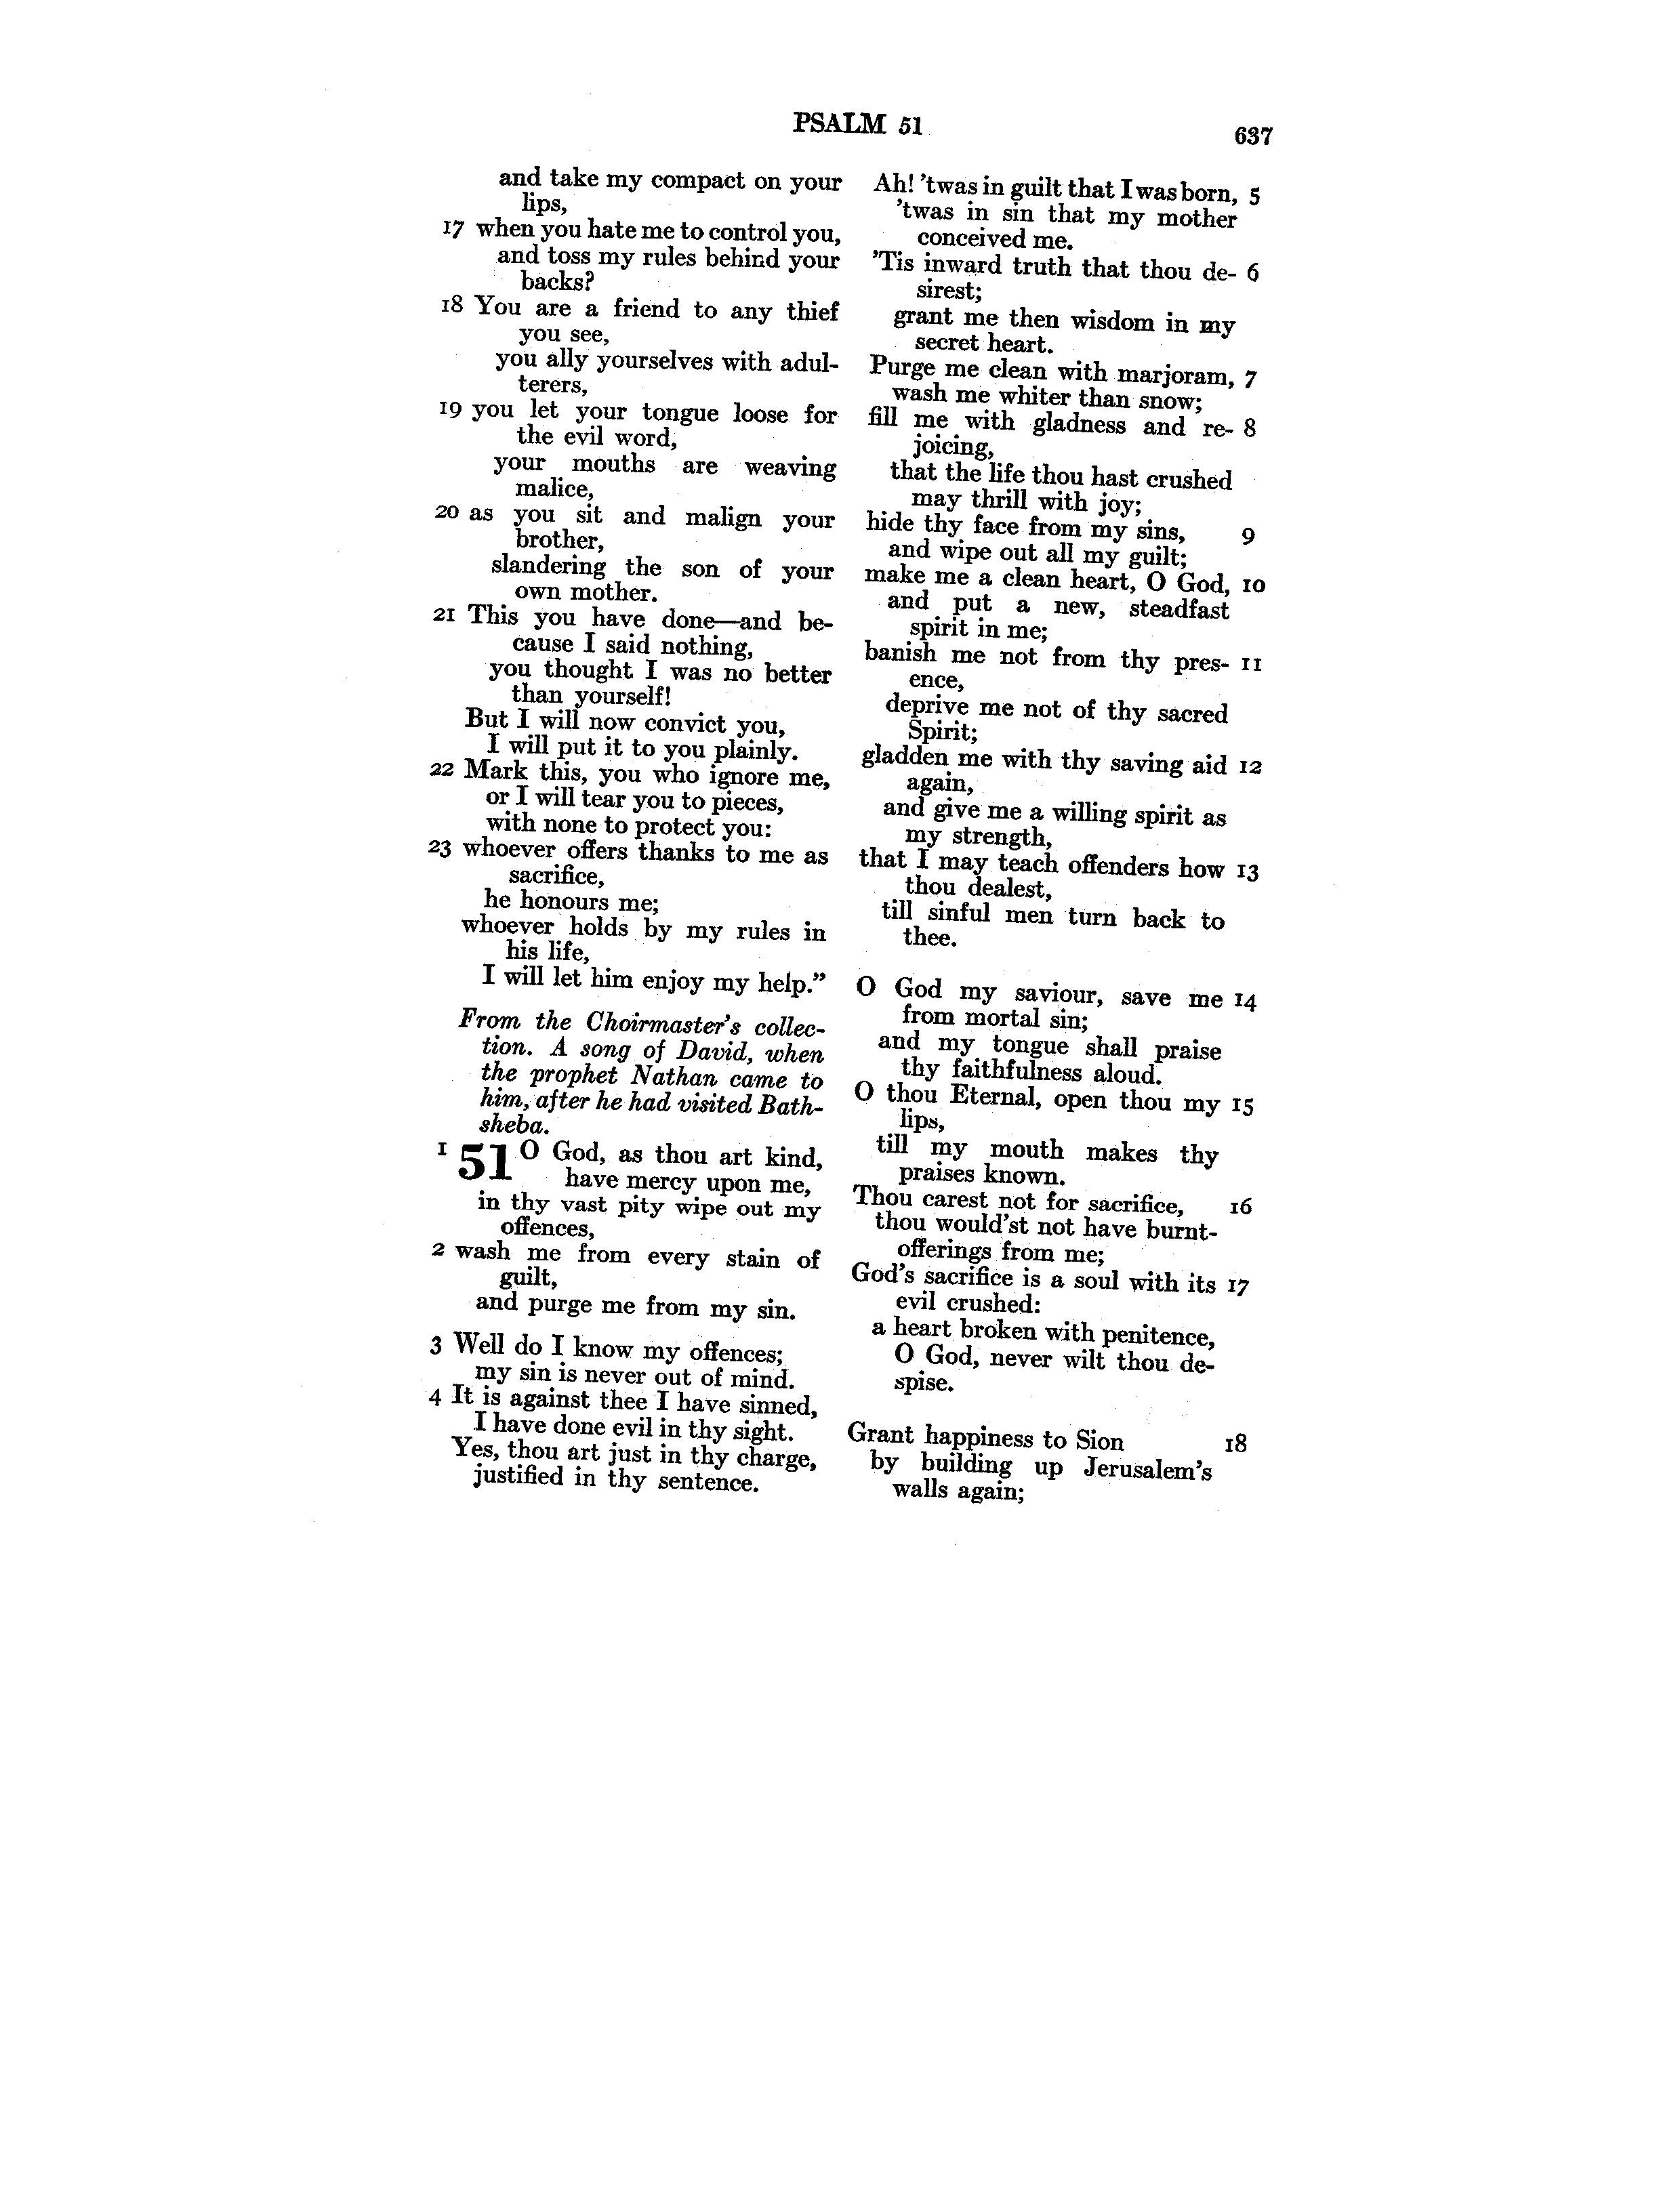 PSALM 51
637
and take my compact on your
lips,
17 when you hate me to control you,
and toss my rules behind your
backs?
18 You are a friend to any thief
you see,
you ally yourselves with adul-
terers,
19 you let your tongue loose for
the evil word,
your mouths are weaving
malice,
20 as you sit and malign your
brother,
slandering the son of your
own mother.
21 This you have done—and be-
cause I said nothing,
you thought I was no better
than yourself!
But I will now convict you,
I will put it to you plainly.
22 Mark this, you who ignore me,
or I will tear you to pieces,
with none to protect you:
23 whoever offers thanks to me as
sacrifice,
he honours me;
whoever holds by my rules in
his life,
I will let him enjoy my help.”
From the Choirmaster’s collec-
tion. A song of David, when
the prophet Nathan came to
him, after he had visited Bath-
sheba.
1 51 O God, as thou art kind,
have mercy upon me,
in thy vast pity wipe out my
offences,
2 wash me from every stain of
guilt,
and purge me from my sin.
3 Well do I know my offences;
my sin is never out of mind.
4 It is against thee I have sinned,
I have done evil in thy sight.
Yes, thou art just in thy charge,
justified in thy sentence.
Ah! ’twas in guilt that I was born, 5
’twas in sin that my mother
conceived me.
’Tis inward truth that thou de- 6
sirest;
grant me then wisdom in my
secret heart.
Purge me clean with marjoram, 7
wash me whiter than snow;
fill me with gladness and re- 8
joicing,
that the life thou hast crushed
may thrill with joy;
hide thy face from my sins, 9
and wipe out all my guilt;
make me a clean heart, O God, 10
and put a new, steadfast
spirit in me;
banish me not from thy pres- 11
ence,
deprive me not of thy sacred
Spirit;
gladden me with thy saving aid 12
again,
and give me a willing spirit as
my strength,
that I may teach offenders how 13
thou dealest,
till sinful men turn back to
thee.
O God my saviour, save me 14
from mortal sin;
and my tongue shall praise
thy faithfulness aloud.
O thou Eternal, open thou my 15
lips,
till my mouth makes thy
praises known.
Thou carest not for sacrifice, 16
thou would’st not have burnt-
offerings from me;
God’s sacrifice is a soul with its 17
evil crushed:
a heart broken with penitence,
O God, never wilt thou de-
spise.
Grant happiness to Sion 18
by building up Jerusalem’s
walls again;